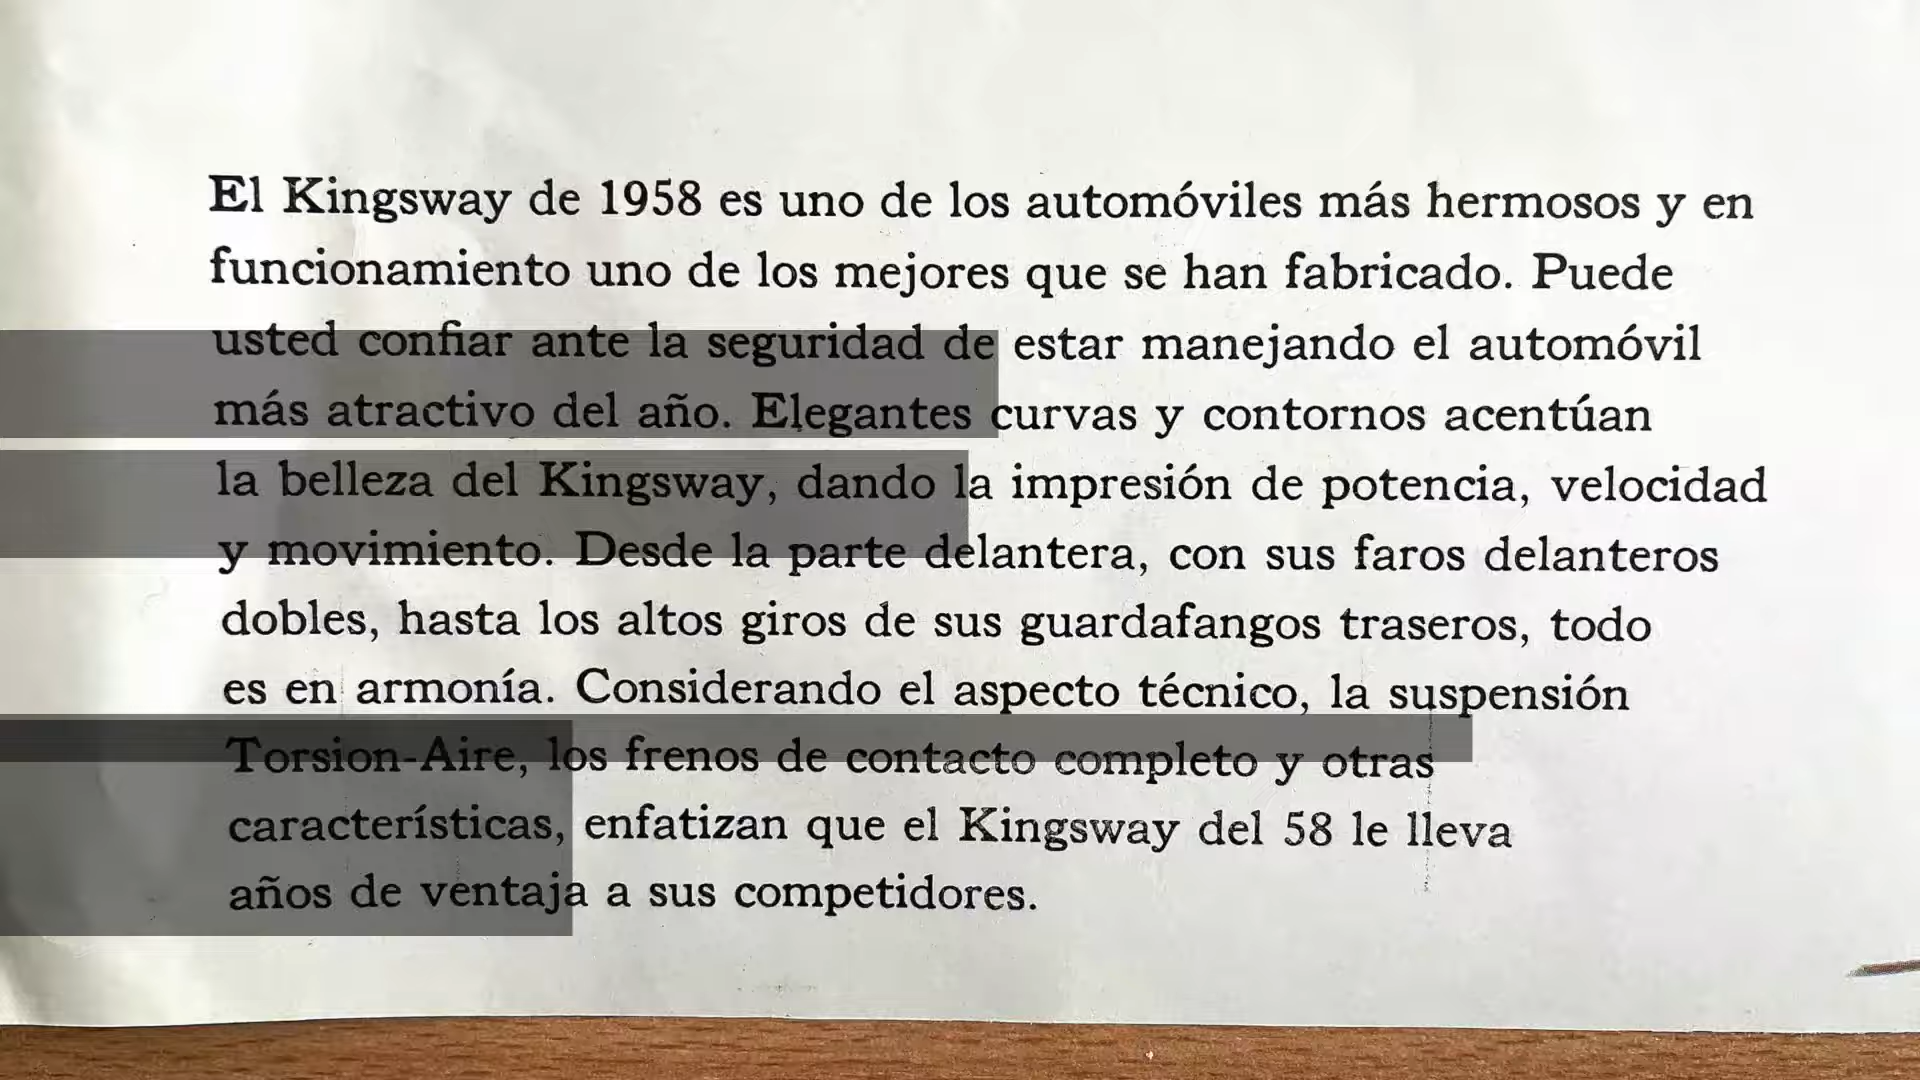 El Kingsway de 1958 es uno de los automóviles más hermosos y en
funcionamiento uno de los mejores que se han fabricado. Puede
usted confiar ante la seguridad de estar manejando el automóvil
más atractivo del año. Elegantes curvas y contornos acentúan
la belleza del Kingsway, dando la impresión de potencia, velocidad
y movimiento. Desde la parte delantera, con sus faros delanteros
dobles, hasta los altos giros de sus guardafangos traseros, todo
es en armonía. Considerando el aspecto técnico, la suspensión
Torsion-Aire, los frenos de contacto completo y otras
características, enfatizan que el Kingsway del 58 le lleva
años de ventaja a sus competidores.